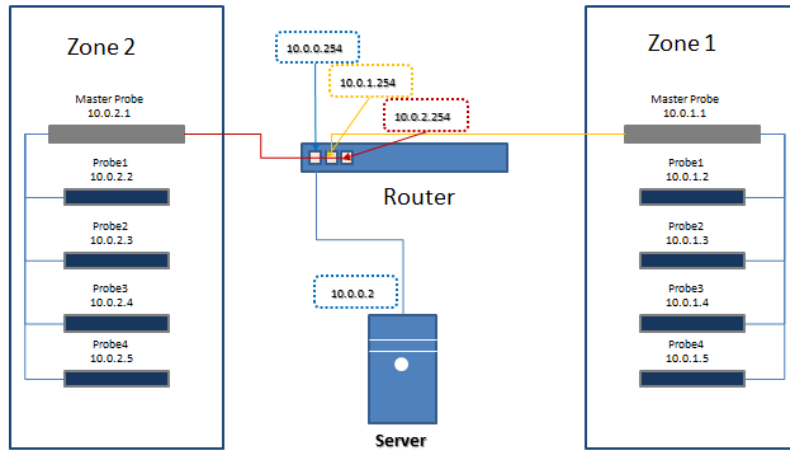 Zone 2
Master Probe
10.0.2.1
Probe1
10.0.2.2
Probe2
10.0.2.3
Probe3
10.0.2.4
Probe4
10.0.2.5
10.0.0.254
10.0.1.254
10.0.2.254
Router
10.0.0.2
Server
Zone 1
Master Probe
10.0.1.1
Probe1
10.0.1.2
Probe2
10.0.1.3
Probe3
10.0.1.4
Probe4
10.0.1.5